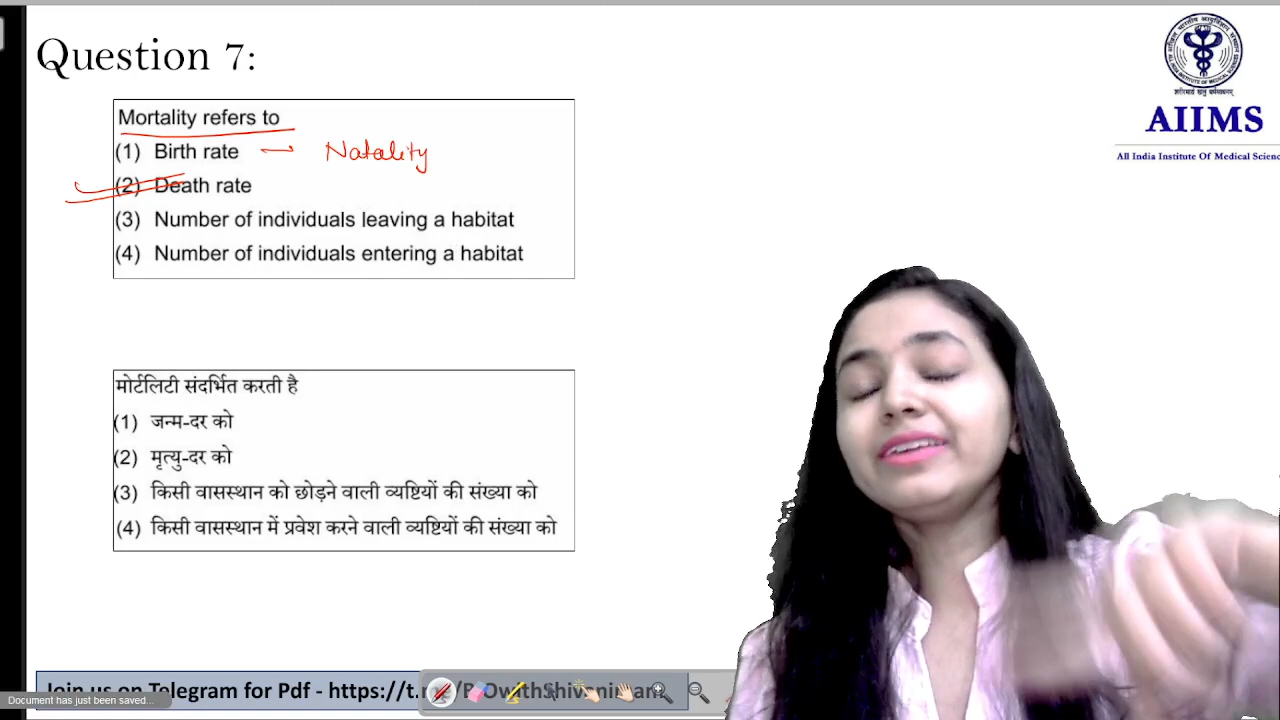 Question 7:
Mortality refers to
(1) Birth rate – Natality
(2) Death rate
(3) Number of individuals leaving a habitat
(4) Number of individuals entering a habitat
मोर्टलिटी संदर्भित करती है
(1) जन्म-दर को
(2) मृत्यु-दर को
(3) किसी वासस्थान को छोड़ने वाली व्यष्टियों की संख्या को
(4) किसी वासस्थान में प्रवेश करने वाली व्यष्टियों की संख्या को
AIIMS
All India Institute Of Medical Science
Join us on Telegram for Pdf - https://t.
Document has just been saved...